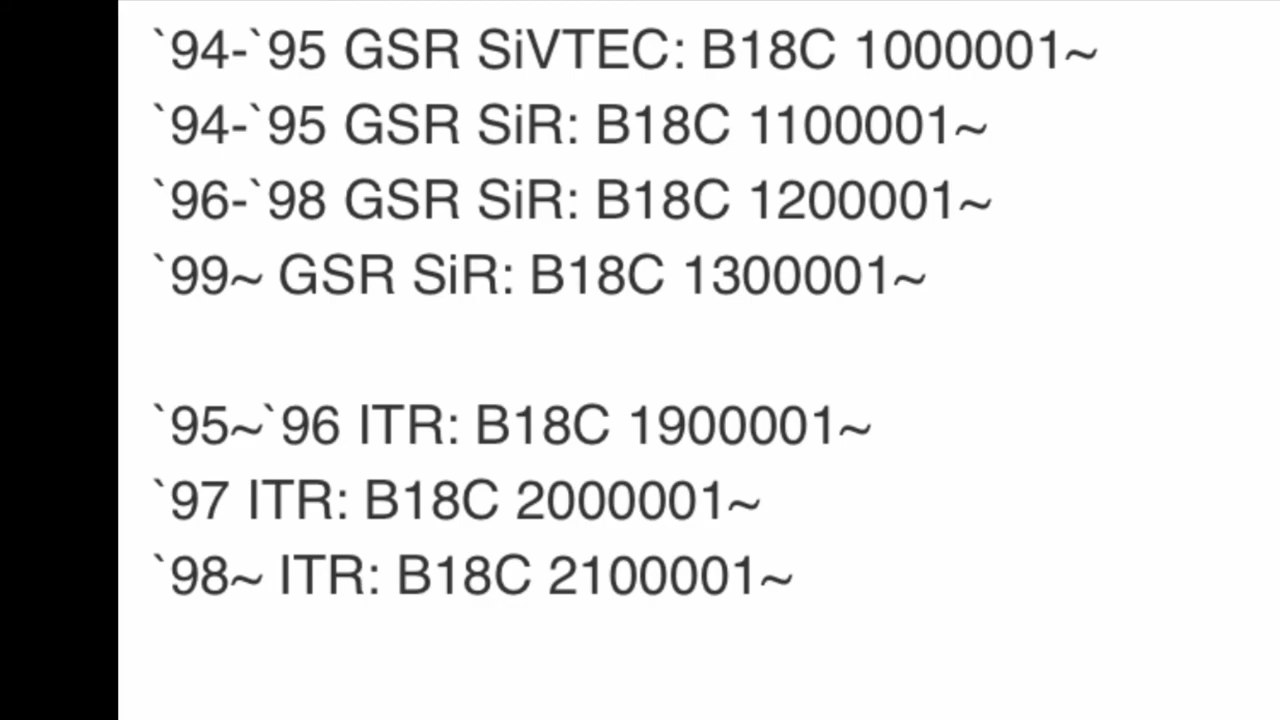 `94-`95 GSR SiVTEC: B18C 1000001~
`94-`95 GSR SiR: B18C 1100001~
`96-`98 GSR SiR: B18C 1200001~
`99~ GSR SiR: B18C 1300001~
`95~`96 ITR: B18C 1900001~
`97 ITR: B18C 2000001~
`98~ ITR: B18C 2100001~